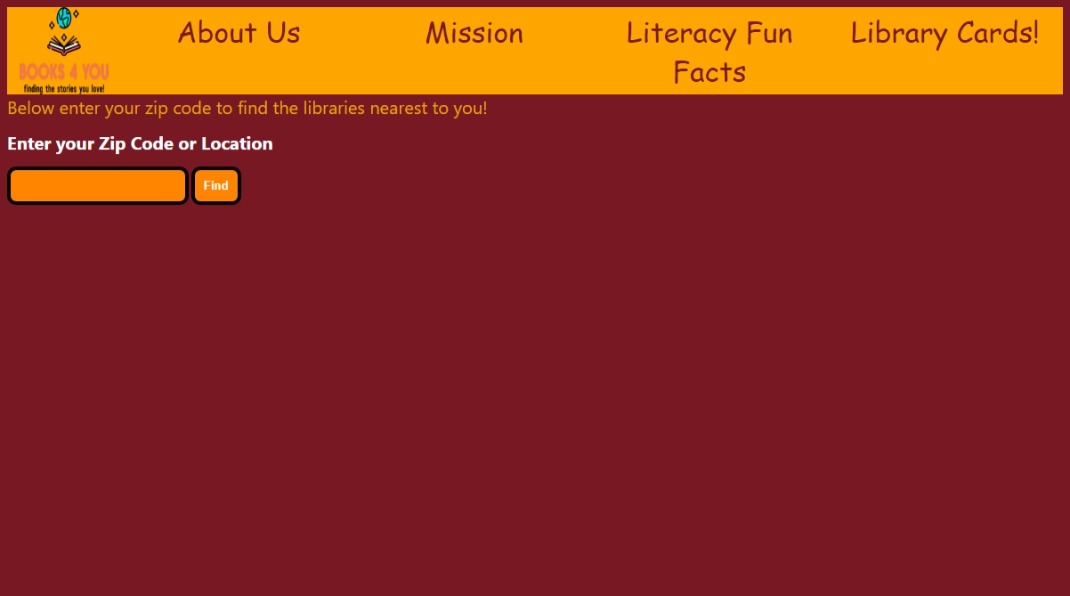 BOOKS 4 YOU
finding the stories you love!
About Us
Mission
Literacy Fun
Facts
Library Cards!
Below enter your zip code to find the libraries nearest to you!
Enter your Zip Code or Location
Find